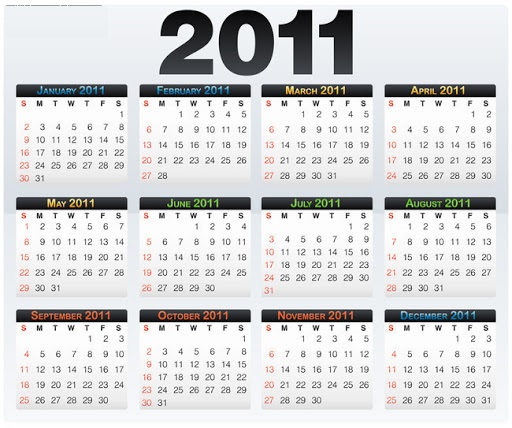 2011
JANUARY 2011
S M T W T F S
1
2 3 4 5 6 7 8
9 10 11 12 13 14 15
16 17 18 19 20 21 22
23 24 25 26 27 28 29
30 31
FEBRUARY 2011
S M T W T F S
1 2 3 4 5
6 7 8 9 10 11 12
13 14 15 16 17 18 19
20 21 22 23 24 25 26
27 28
MARCH 2011
S M T W T F S
1 2 3 4 5
6 7 8 9 10 11 12
13 14 15 16 17 18 19
20 21 22 23 24 25 26
27 28 29 30 31
APRIL 2011
S M T W T F S
1 2
3 4 5 6 7 8 9
10 11 12 13 14 15 16
17 18 19 20 21 22 23
24 25 26 27 28 29 30
MAY 2011
S M T W T F S
1 2 3 4 5 6 7
8 9 10 11 12 13 14
15 16 17 18 19 20 21
22 23 24 25 26 27 28
29 30 31
JUNE 2011
S M T W T F S
1 2 3 4
5 6 7 8 9 10 11
12 13 14 15 16 17 18
19 20 21 22 23 24 25
26 27 28 29 30
JULY 2011
S M T W T F S
1 2
3 4 5 6 7 8 9
10 11 12 13 14 15 16
17 18 19 20 21 22 23
24 25 26 27 28 29 30
31
AUGUST 2011
S M T W T F S
1 2 3 4 5 6
7 8 9 10 11 12 13
14 15 16 17 18 19 20
21 22 23 24 25 26 27
28 29 30 31
SEPTEMBER 2011
S M T W T F S
1 2 3
4 5 6 7 8 9 10
11 12 13 14 15 16 17
18 19 20 21 22 23 24
25 26 27 28 29 30
OCTOBER 2011
S M T W T F S
1
2 3 4 5 6 7 8
9 10 11 12 13 14 15
16 17 18 19 20 21 22
23 24 25 26 27 28 29
30 31
NOVEMBER 2011
S M T W T F S
1 2 3 4 5
6 7 8 9 10 11 12
13 14 15 16 17 18 19
20 21 22 23 24 25 26
27 28 29 30
DECEMBER 2011
S M T W T F S
1 2 3
4 5 6 7 8 9 10
11 12 13 14 15 16 17
18 19 20 21 22 23 24
25 26 27 28 29 30 31